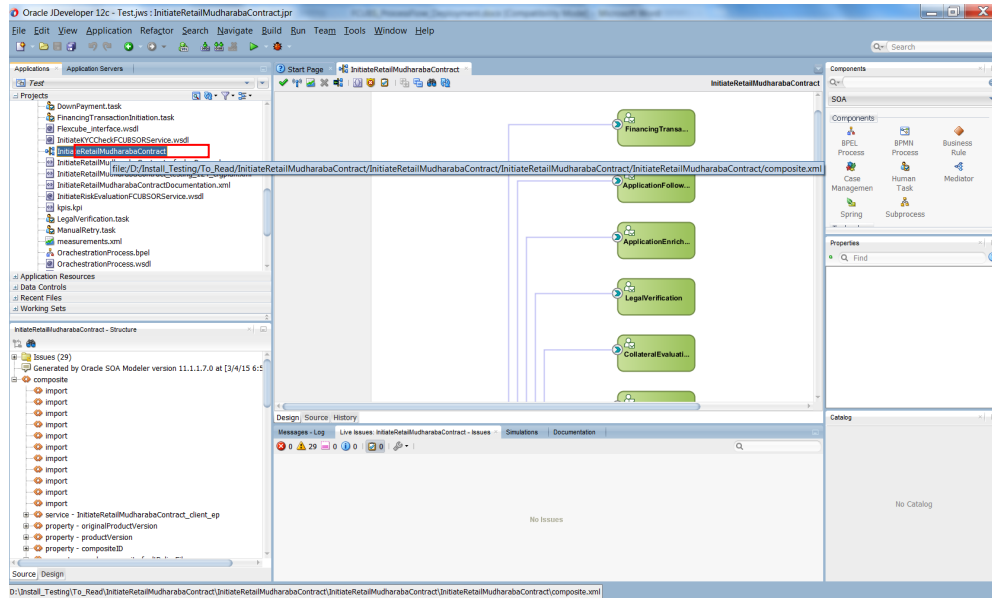 Oracle JDeveloper 12c - Test.jws : InitiateRetailMudharabaContract.jpr
File Edit View Application Refactor Search Navigate Build Run Team Tools Window Help
Search
Applications
Application Servers
Test
Projects
DownPayment.task
FinancingTransactionInitiation.task
Flexcube_interface.wsdl
InitiateKYCCheckFCUBSORService.wsdl
InitiateRetailMudharabaContract
file:/D:/Install_Testing/To_Read/InitiateRetailMudharabaContract/InitiateRetailMudharabaContract/InitiateRetailMudharabaContract/InitiateRetailMudharabaContract/composite.xml
InitiateRetailMudharabaContractDocumentation.xml
InitiateRiskEvaluationFCUBSORService.wsdl
kpis.kpi
LegalVerification.task
ManualRetry.task
measurements.xml
OrachestrationProcess.bpel
OrachestrationProcess.wsdl
Application Resources
Data Controls
Recent Files
Working Sets
InitiateRetailMudharabaContract - Structure
Issues (29)
Generated by Oracle SOA Modeler version 11.1.1.7.0 at [3/4/15 6:5
composite
import
import
import
import
import
import
import
import
import
import
import
service - InitiateRetailMudharabaContract_client_ep
property - originalProductVersion
property - productVersion
property - compositeID
Source Design
Start Page
InitiateRetailMudharabaContract
InitiateRetailMudharabaContract
FinancingTransa...
ApplicationFollow...
ApplicationEnrich...
LegalVerification
CollateralEvaluati...
Design Source History
Messages - Log
Live Issues: InitiateRetailMudharabaContract - Issues
Simulations
Documentation
0 29 0 0 0
No Issues
Components
SOA
Components
BPEL Process
BPMN Process
Business Rule
Case Managemen
Human Task
Mediator
Spring
Subprocess
Properties
Find
Catalog
No Catalog
D:\Install_Testing\To_Read\InitiateRetailMudharabaContract\InitiateRetailMudharabaContract\InitiateRetailMudharabaContract\InitiateRetailMudharabaContract\composite.xml